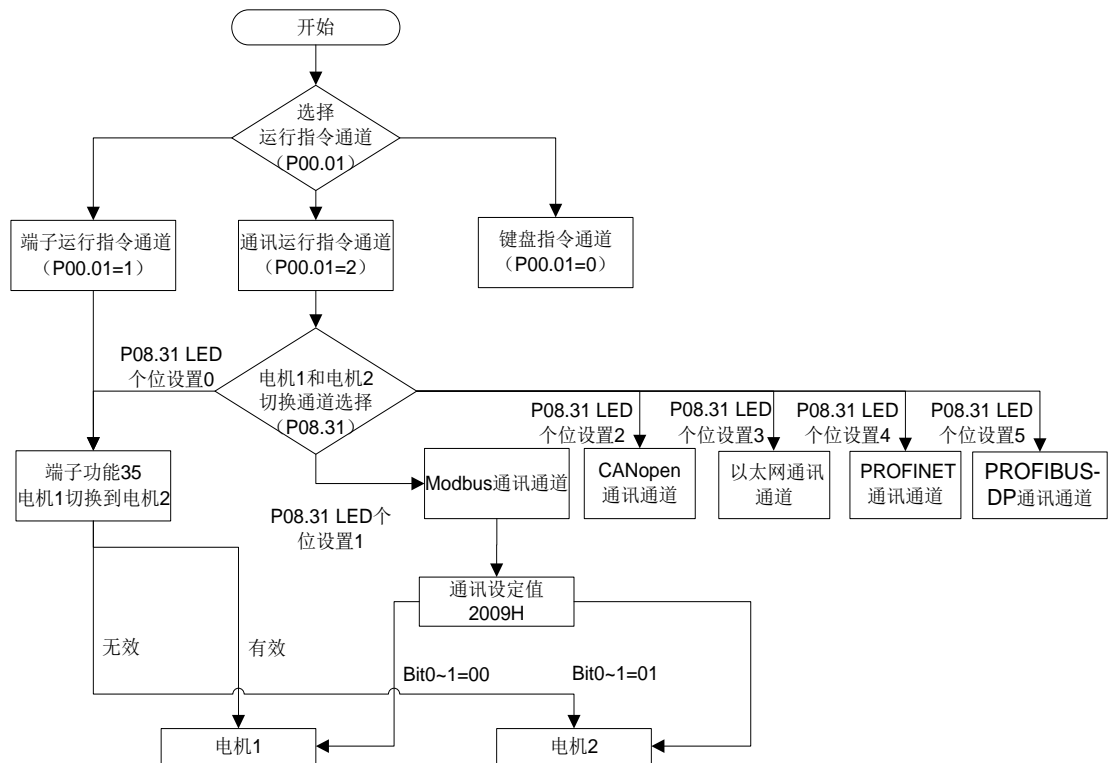 开始
选择
运行指令通道
（P00.01）
端子运行指令通道
（P00.01=1）
通讯运行指令通道
（P00.01=2）
键盘指令通道
（P00.01=0）
P08.31 LED
个位设置0
电机1和电机2
切换通道选择
（P08.31）
P08.31 LED
个位设置2
P08.31 LED
个位设置3
P08.31 LED
个位设置4
P08.31 LED
个位设置5
端子功能35
电机1切换到电机2
P08.31 LED个
位设置1
Modbus通讯通道
CANopen
通讯通道
以太网通讯
通道
PROFINET
通讯通道
PROFIBUS-
DP通讯通道
通讯设定值
2009H
无效
有效
Bit0~1=00
Bit0~1=01
电机1
电机2